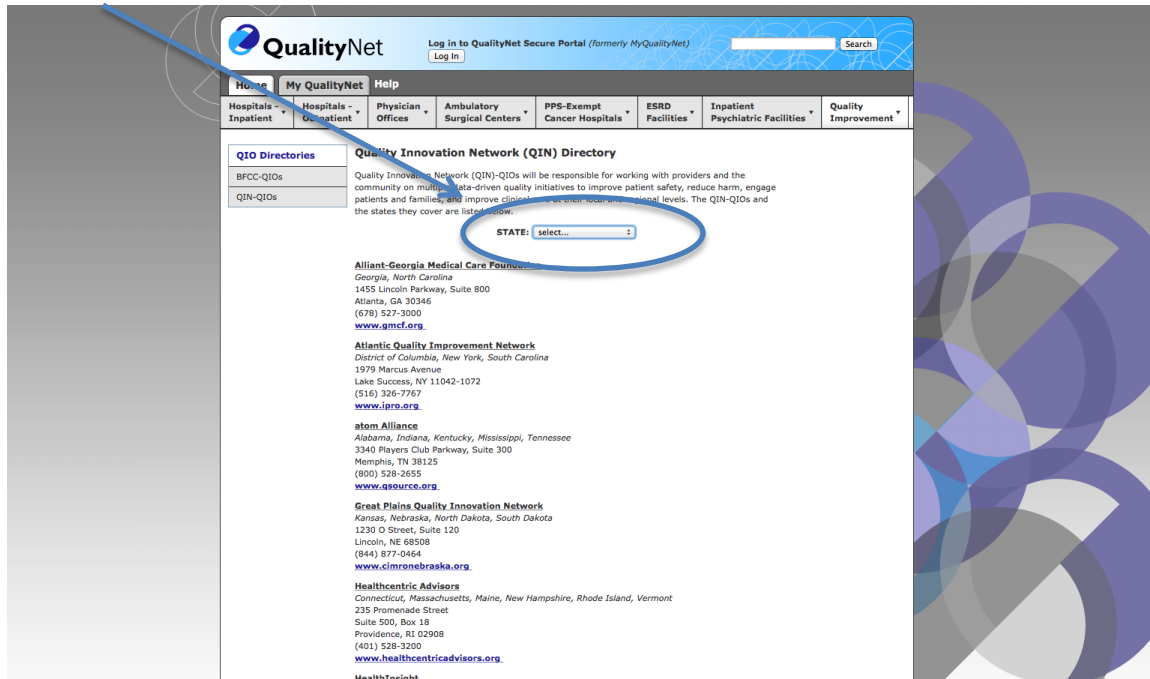 QualityNet
Log in to QualityNet Secure Portal (formerly MyQualityNet)
Log In
Search
Home My QualityNet Help
Hospitals - Inpatient
Hospitals - Outpatient
Physician Offices
Ambulatory Surgical Centers
PPS-Exempt Cancer Hospitals
ESRD Facilities
Inpatient Psychiatric Facilities
Quality Improvement
QIO Directories
BFCC-QIOs
QIN-QIOs
Quality Innovation Network (QIN) Directory
Quality Innovation Network (QIN)-QIOs will be responsible for working with providers and the
community on multiple data-driven quality initiatives to improve patient safety, reduce harm, engage
patients and families, and improve clinical care at their local and regional levels. The QIN-QIOs and
the states they cover are listed below.
STATE: select...
Alliant-Georgia Medical Care Foundation
Georgia, North Carolina
1455 Lincoln Parkway, Suite 800
Atlanta, GA 30346
(678) 527-3000
www.gmcf.org
Atlantic Quality Improvement Network
District of Columbia, New York, South Carolina
1979 Marcus Avenue
Lake Success, NY 11042-1072
(516) 326-7767
www.ipro.org
atom Alliance
Alabama, Indiana, Kentucky, Mississippi, Tennessee
3340 Players Club Parkway, Suite 300
Memphis, TN 38125
(800) 528-2655
www.qsource.org
Great Plains Quality Innovation Network
Kansas, Nebraska, North Dakota, South Dakota
1230 O Street, Suite 120
Lincoln, NE 68508
(844) 877-0464
www.cimronebraska.org
Healthcentric Advisors
Connecticut, Massachusetts, Maine, New Hampshire, Rhode Island, Vermont
235 Promenade Street
Suite 500, Box 18
Providence, RI 02908
(401) 528-3200
www.healthcentricadvisors.org
HealthInsight